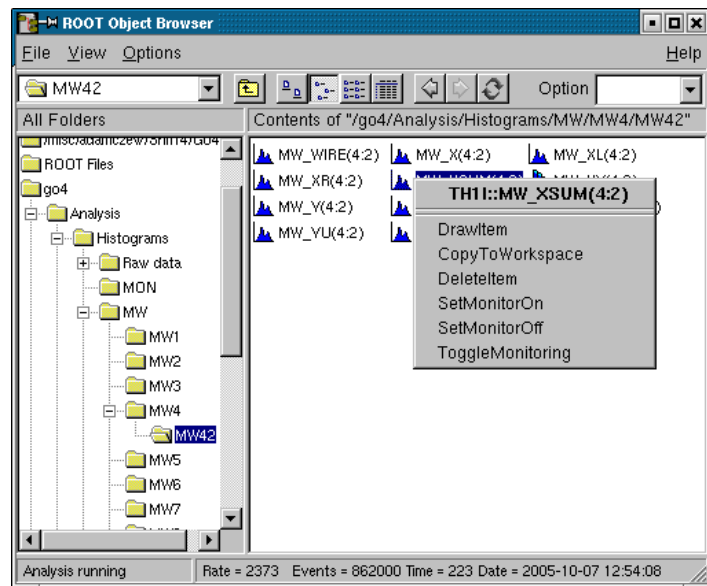 ROOT Object Browser
File View Options Help
MW42 Option
All Folders Contents of "/go4/Analysis/Histograms/MW/MW4/MW42"
ROOT Files
go4
Analysis
Histograms
Raw data
MON
MW
MW1
MW2
MW3
MW4
MW42
MW5
MW6
MW7
MW_WIRE(4:2) MW_X(4:2) MW_XL(4:2)
MW_XR(4:2)
MW_Y(4:2)
MW_YU(4:2)
TH1I::MW_XSUM(4:2)
DrawItem
CopyToWorkspace
DeleteItem
SetMonitorOn
SetMonitorOff
ToggleMonitoring
Analysis running Rate = 2373 Events = 862000 Time = 223 Date = 2005-10-07 12:54:08